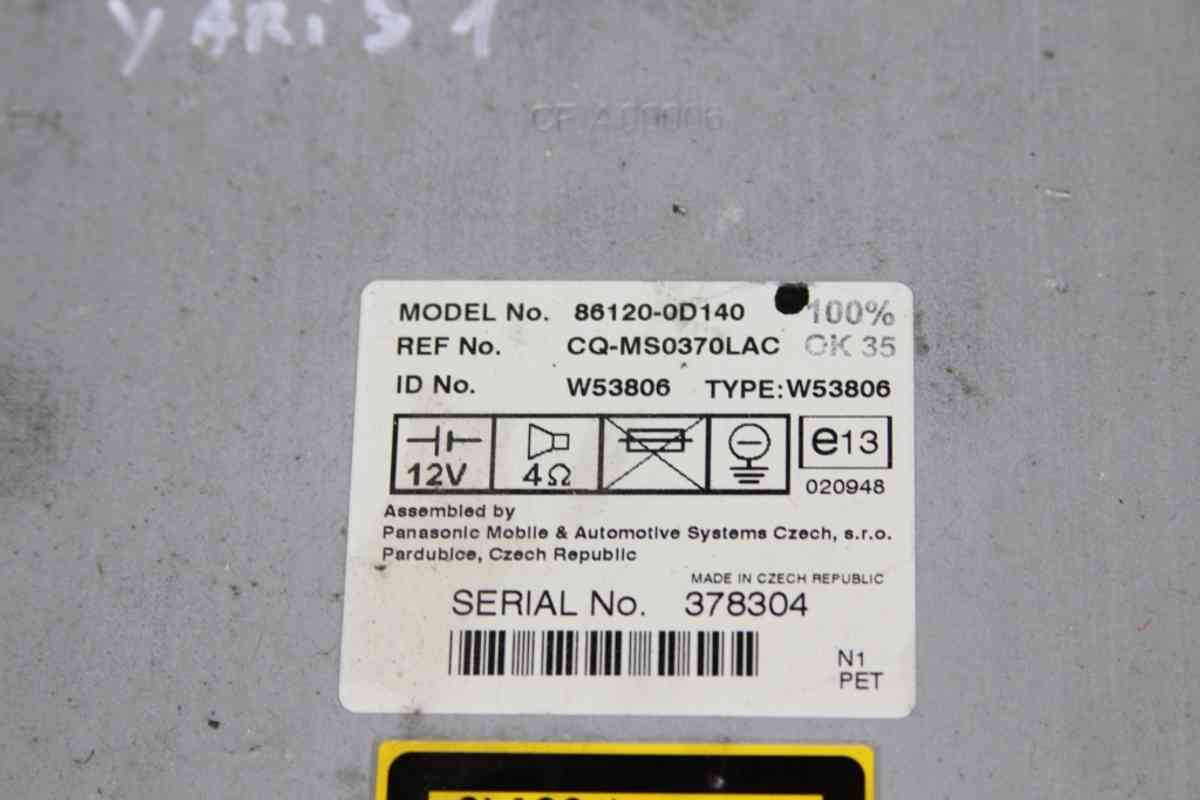 YARiS 1
MODEL No. 86120-0D140 100%
REF No. CQ-MS0370LAC OK 35
ID No. W53806 TYPE:W53806
12V 4Ω e13
020948
Assembled by
Panasonic Mobile & Automotive Systems Czech, s.r.o.
Pardubice, Czech Republic
MADE IN CZECH REPUBLIC
SERIAL No. 378304
N1
PET